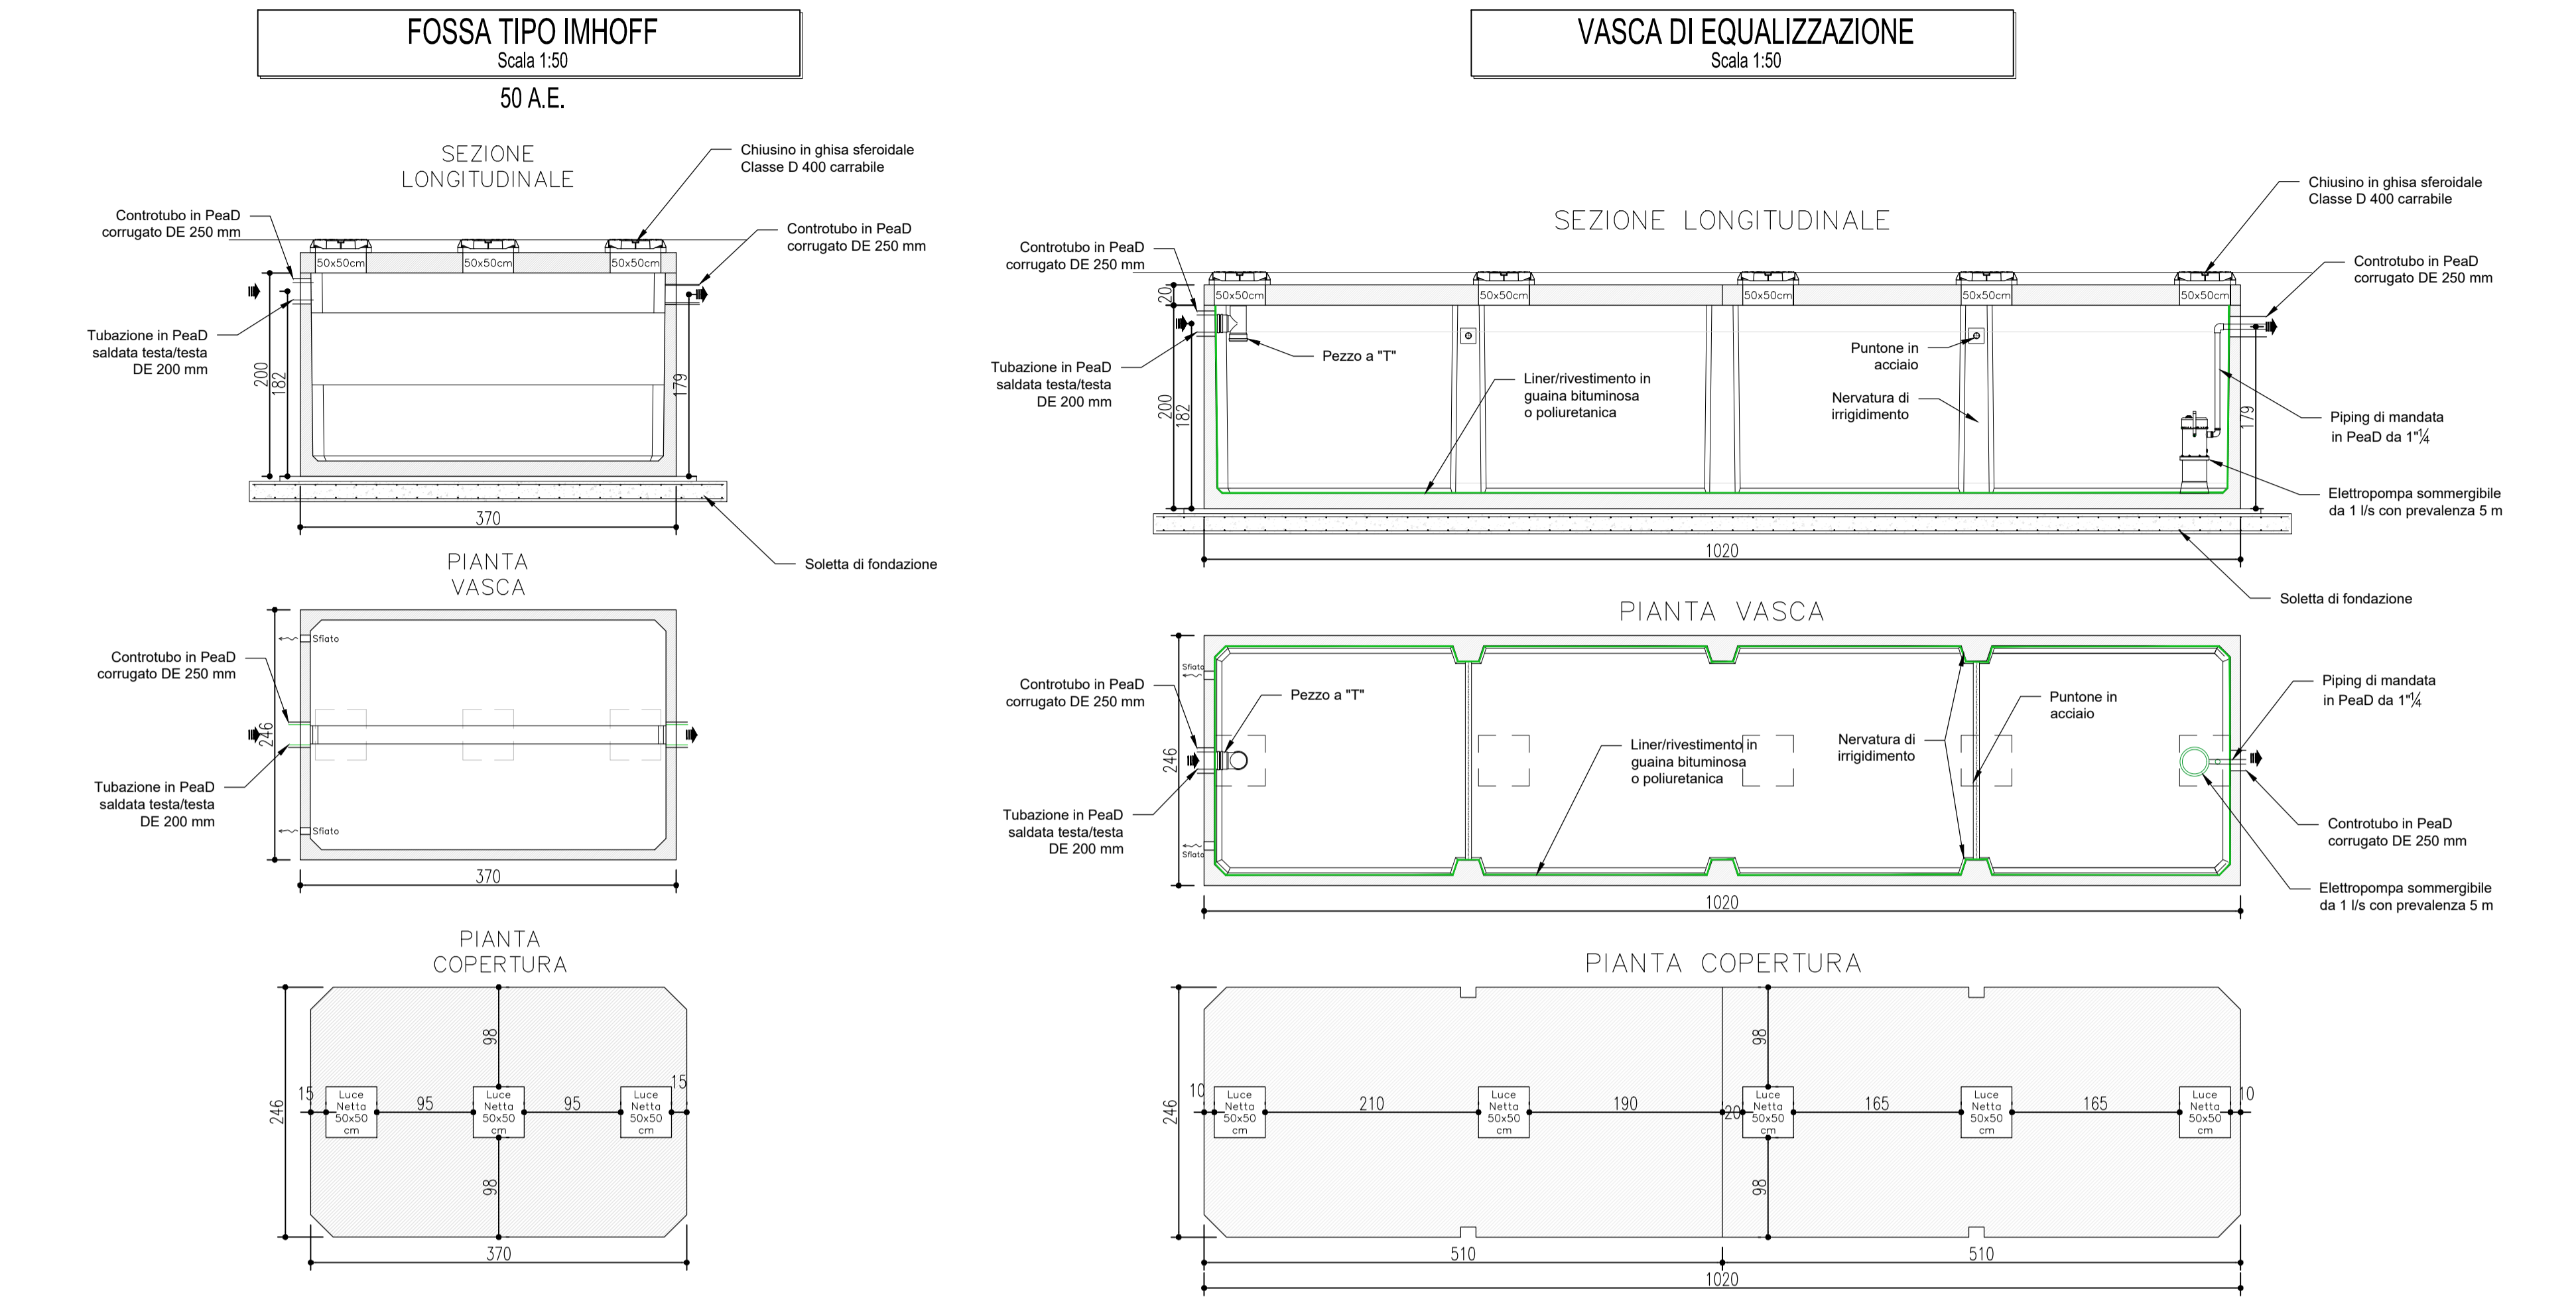 FOSSA TIPO IMHOFF
Scala 1:50
50 A.E.
SEZIONE
LONGITUDINALE
Chiusino in ghisa sferoidale
Classe D 400 carrabile
Controtubo in PeaD
corrugato DE 250 mm
Controtubo in PeaD
corrugato DE 250 mm
50x50cm
50x50cm
50x50cm
Tubazione in PeaD
saldata testa/testa
DE 200 mm
200
182
179
370
Soletta di fondazione
PIANTA
VASCA
Sfiato
Controtubo in PeaD
corrugato DE 250 mm
246
Tubazione in PeaD
saldata testa/testa
DE 200 mm
Sfiato
370
PIANTA
COPERTURA
98
15
15
Luce
Netta
50x50
cm
95
Luce
Netta
50x50
cm
95
Luce
Netta
50x50
cm
246
98
370
VASCA DI EQUALIZZAZIONE
Scala 1:50
SEZIONE LONGITUDINALE
Chiusino in ghisa sferoidale
Classe D 400 carrabile
Controtubo in PeaD
corrugato DE 250 mm
Controtubo in PeaD
corrugato DE 250 mm
20
50x50cm
50x50cm
50x50cm
50x50cm
50x50cm
Pezzo a "T"
Puntone in
acciaio
Tubazione in PeaD
saldata testa/testa
DE 200 mm
Liner/rivestimento in
guaina bituminosa
o poliuretanica
Nervatura di
irrigidimento
200
182
179
Piping di mandata
in PeaD da 1"¼
Elettropompa sommergibile
da 1 l/s con prevalenza 5 m
1020
Soletta di fondazione
PIANTA VASCA
Sfiato
Controtubo in PeaD
corrugato DE 250 mm
Pezzo a "T"
Puntone in
acciaio
Piping di mandata
in PeaD da 1"¼
246
Liner/rivestimento in
guaina bituminosa
o poliuretanica
Nervatura di
irrigidimento
Tubazione in PeaD
saldata testa/testa
DE 200 mm
Sfiato
Controtubo in PeaD
corrugato DE 250 mm
Elettropompa sommergibile
da 1 l/s con prevalenza 5 m
1020
PIANTA COPERTURA
98
10
10
Luce
Netta
50x50
cm
210
Luce
Netta
50x50
cm
190
20
Luce
Netta
50x50
cm
165
Luce
Netta
50x50
cm
165
Luce
Netta
50x50
cm
246
98
510
510
1020